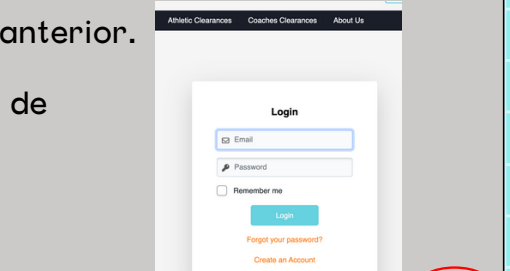 anterior.
de
Athletic Clearances Coaches Clearances About Us
Login
Email
Password
Remember me
Login
Forgot your password?
Create an Account